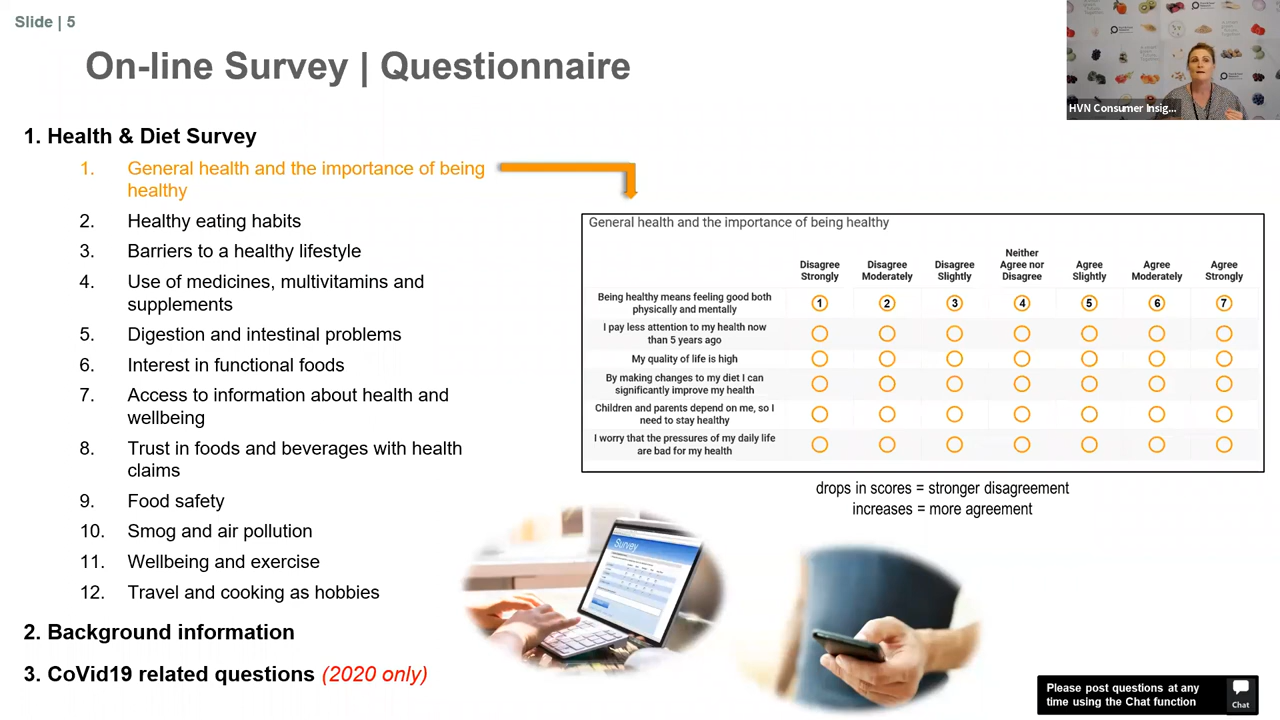 Slide | 5
On-line Survey | Questionnaire
HVN Consumer Insig...
1. Health & Diet Survey
1. General health and the importance of being
healthy
2. Healthy eating habits
3. Barriers to a healthy lifestyle
4. Use of medicines, multivitamins and
supplements
5. Digestion and intestinal problems
6. Interest in functional foods
7. Access to information about health and
wellbeing
8. Trust in foods and beverages with health
claims
9. Food safety
10. Smog and air pollution
11. Wellbeing and exercise
12. Travel and cooking as hobbies
2. Background information
3. CoVid19 related questions (2020 only)
General health and the importance of being healthy
Disagree Strongly Disagree Moderately Disagree Slightly Neither Agree nor Disagree Agree Slightly Agree Moderately Agree Strongly
Being healthy means feeling good both
physically and mentally
1 2 3 4 5 6 7
I pay less attention to my health now
than 5 years ago
My quality of life is high
By making changes to my diet I can
significantly improve my health
Children and parents depend on me, so I
need to stay healthy
I worry that the pressures of my daily life
are bad for my health
drops in scores = stronger disagreement
increases = more agreement
Survey
Please post questions at any
time using the Chat function
Chat